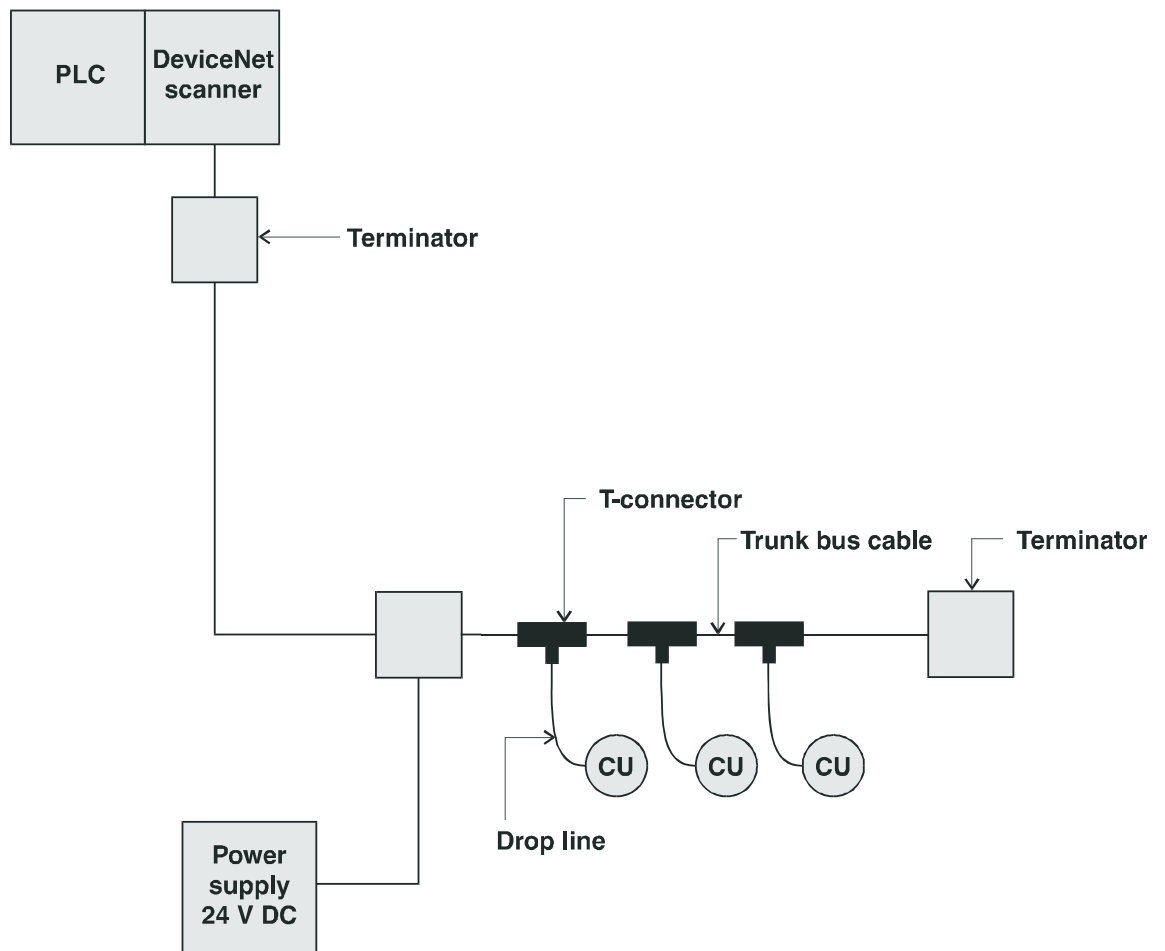 PLC
DeviceNet
scanner
Terminator
T-connector
Trunk bus cable
Terminator
CU
CU
CU
Drop line
Power
supply
24 V DC